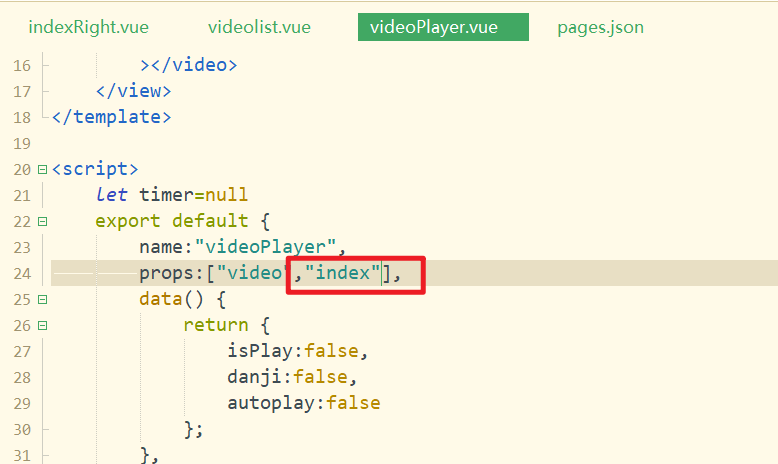 indexRight.vue videolist.vue videoPlayer.vue pages.json
16 ></video>
17 </view>
18 </template>
19
20 <script>
21 let timer=null
22 export default {
23 name:"videoPlayer",
24 props:["video","index"],
25 data() {
26 return {
27 isPlay:false,
28 danji:false,
29 autoplay:false
30 };
31 },